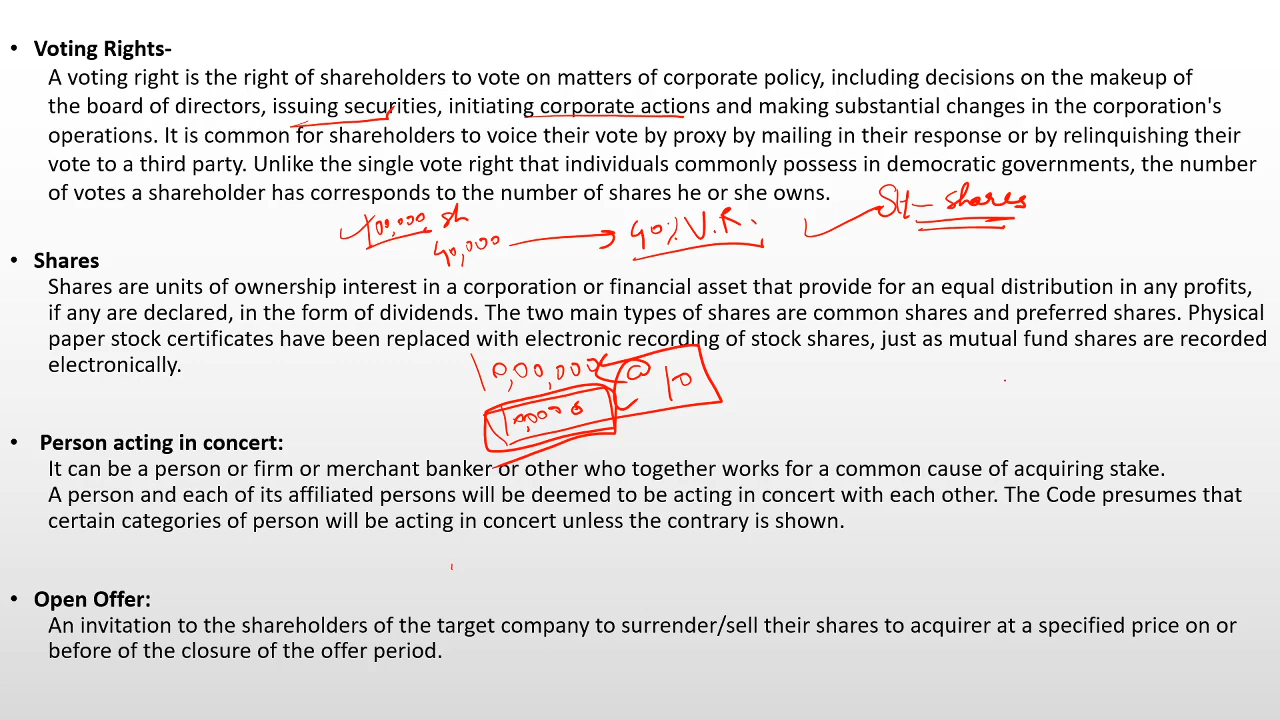 • Voting Rights-
A voting right is the right of shareholders to vote on matters of corporate policy, including decisions on the makeup of
the board of directors, issuing securities, initiating corporate actions and making substantial changes in the corporation's
operations. It is common for shareholders to voice their vote by proxy by mailing in their response or by relinquishing their
vote to a third party. Unlike the single vote right that individuals commonly possess in democratic governments, the number
of votes a shareholder has corresponds to the number of shares he or she owns.
SH - shares
100,000 sh
40,000 → 40% V.R.
• Shares
Shares are units of ownership interest in a corporation or financial asset that provide for an equal distribution in any profits,
if any are declared, in the form of dividends. The two main types of shares are common shares and preferred shares. Physical
paper stock certificates have been replaced with electronic recording of stock shares, just as mutual fund shares are recorded
electronically.
10,00,000 @ 10
• Person acting in concert:
It can be a person or firm or merchant banker or other who together works for a common cause of acquiring stake.
A person and each of its affiliated persons will be deemed to be acting in concert with each other. The Code presumes that
certain categories of person will be acting in concert unless the contrary is shown.
• Open Offer:
An invitation to the shareholders of the target company to surrender/sell their shares to acquirer at a specified price on or
before of the closure of the offer period.